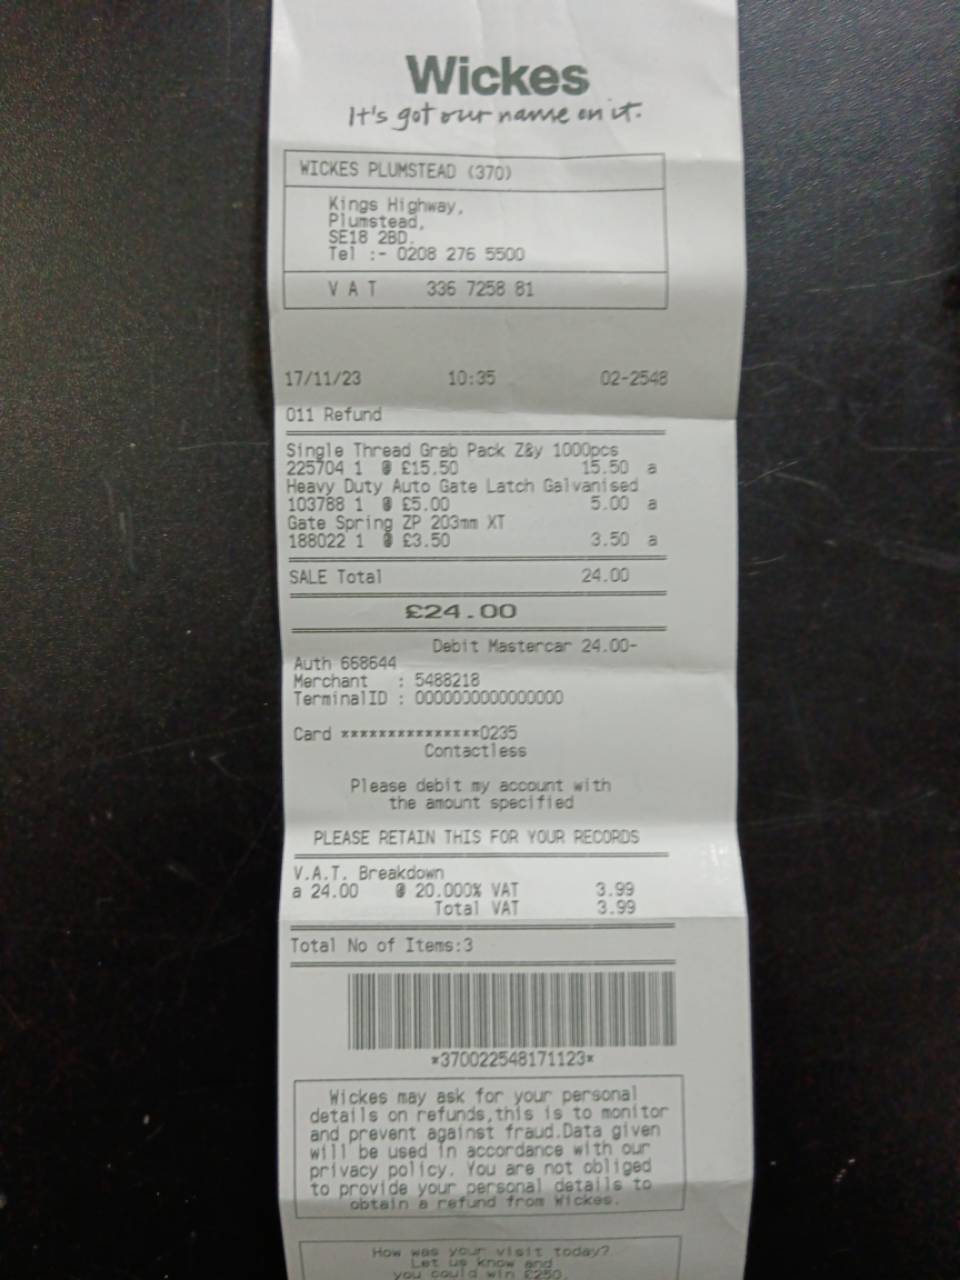 Wickes
It's got our name on it.
WICKES PLUMSTEAD (370)
Kings Highway,
Plumstead,
SE18 2BD.
Tel :- 0208 276 5500
V A T 336 7258 81
17/11/23 10:35 02-2548
011 Refund
Single Thread Grab Pack Z&y 1000pcs
225704 1 @ £15.50 15.50 a
Heavy Duty Auto Gate Latch Galvanised
103788 1 @ £5.00 5.00 a
Gate Spring ZP 203mm XT
188022 1 @ £3.50 3.50 a
SALE Total 24.00
£24.00
Debit Mastercar 24.00-
Auth 668644
Merchant : 5488218
TerminalID : 0000000000000000
Card ***************0235
Contactless
Please debit my account with
the amount specified
PLEASE RETAIN THIS FOR YOUR RECORDS
V.A.T. Breakdown
a 24.00 @ 20.000% VAT 3.99
Total VAT 3.99
Total No of Items:3
*370022548171123*
Wickes may ask for your personal
details on refunds,this is to monitor
and prevent against fraud.Data given
will be used in accordance with our
privacy policy. You are not obliged
to provide your personal details to
obtain a refund from Wickes.
How was your visit today?
Let us know and
you could win £250.